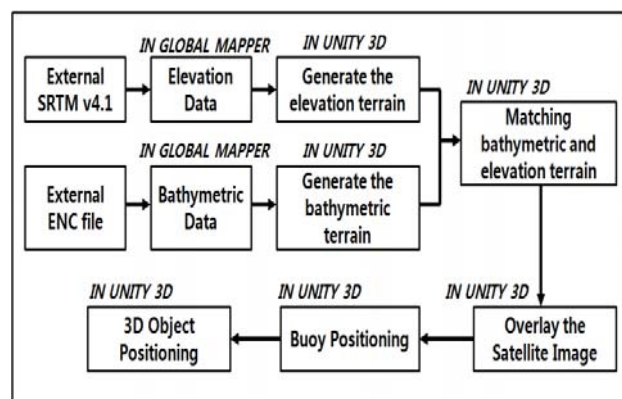 IN GLOBAL MAPPER
IN UNITY 3D
External
SRTM v4.1
Elevation
Data
Generate the
elevation terrain
IN UNITY 3D
Matching
bathymetric and
elevation terrain
IN GLOBAL MAPPER
IN UNITY 3D
External
ENC file
Bathymetric
Data
Generate the
bathymetric
terrain
IN UNITY 3D
Overlay the
Satellite Image
IN UNITY 3D
Buoy Positioning
IN UNITY 3D
3D Object
Positioning